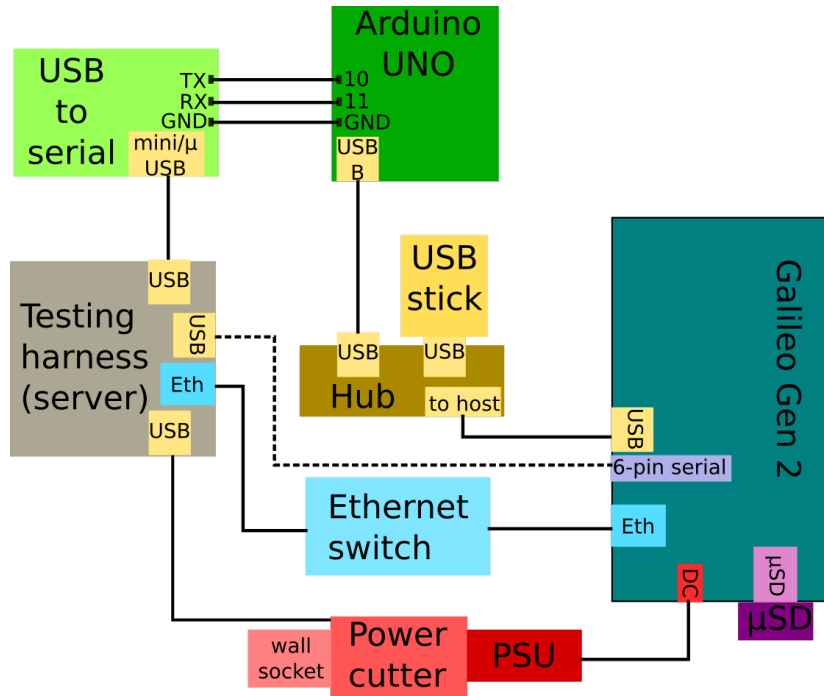 USB
to
serial
TX
RX
GND
mini/µ
USB
Arduino
UNO
10
11
GND
USB
B
USB
Testing
harness
(server)
USB
Eth
USB
USB
stick
USB
USB
Hub
to host
Galileo Gen 2
USB
6-pin serial
Eth
DC
µSD
µSD
Ethernet
switch
wall
socket
Power
cutter
PSU